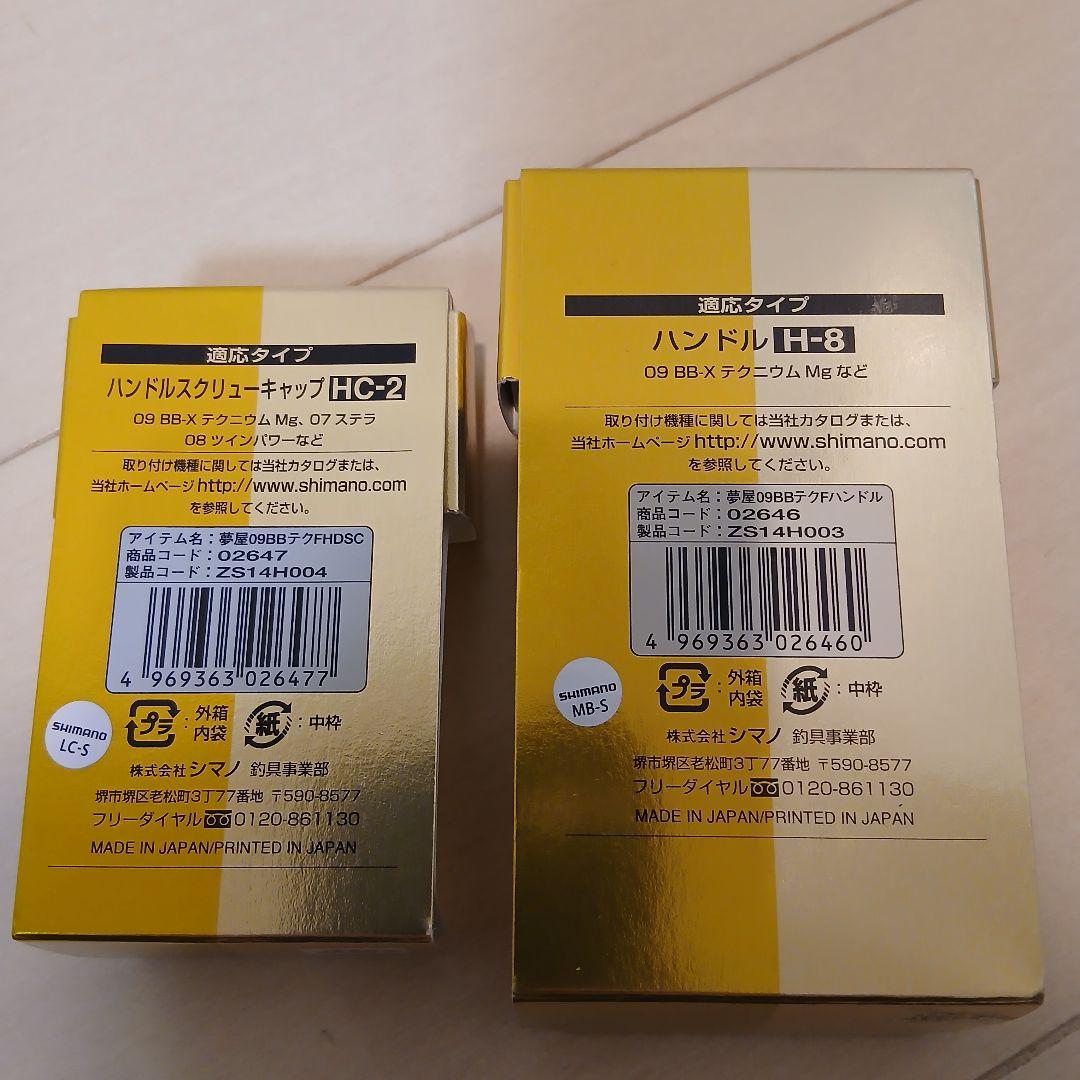 適応タイプ
ハンドルスクリューキャップ HC-2
09 BB-X テクニウム Mg、07 ステラ
08 ツインパワーなど
取り付け機種に関しては当社カタログまたは、
当社ホームページ http://www.shimano.com
を参照してください。
アイテム名：夢屋09BBテクFHDSC
商品コード：02647
製品コード：ZS14H004
4 969363 026477
プラ：外箱
内袋
紙：中枠
SHIMANO
LC-S
株式会社 シマノ 釣具事業部
堺市堺区老松町3丁77番地 〒590-8577
フリーダイヤル 0120-861130
MADE IN JAPAN/PRINTED IN JAPAN
適応タイプ
ハンドル H-8
09 BB-X テクニウム Mg など
取り付け機種に関しては当社カタログまたは、
当社ホームページ http://www.shimano.com
を参照してください。
アイテム名：夢屋09BBテクFハンドル
商品コード：02646
製品コード：ZS14H003
4 969363 026460
プラ：外箱
内袋
紙：中枠
SHIMANO
MB-S
株式会社 シマノ 釣具事業部
堺市堺区老松町3丁77番地 〒590-8577
フリーダイヤル 0120-861130
MADE IN JAPAN/PRINTED IN JAPAN